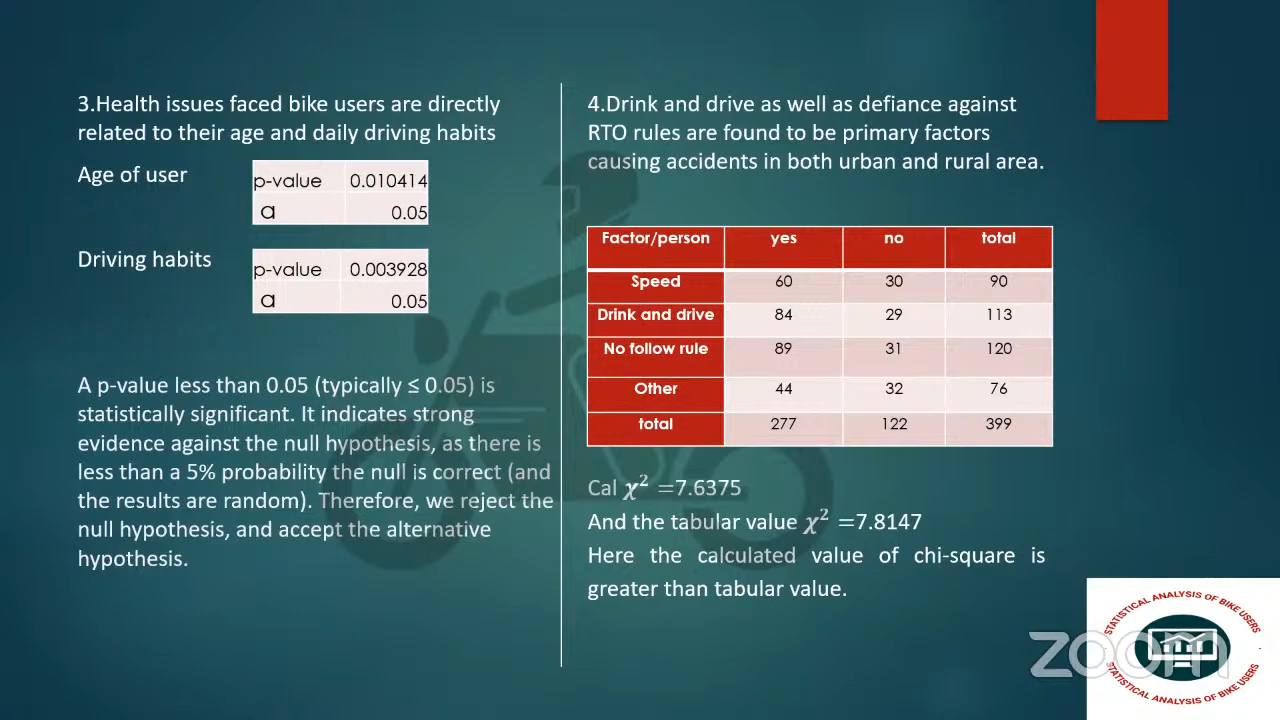 3.Health issues faced bike users are directly
related to their age and daily driving habits
Age of user
p-value 0.010414
α 0.05
Driving habits
p-value 0.003928
α 0.05
A p-value less than 0.05 (typically ≤ 0.05) is
statistically significant. It indicates strong
evidence against the null hypothesis, as there is
less than a 5% probability the null is correct (and
the results are random). Therefore, we reject the
null hypothesis, and accept the alternative
hypothesis.
4.Drink and drive as well as defiance against
RTO rules are found to be primary factors
causing accidents in both urban and rural area.
Factor/person yes no total
Speed 60 30 90
Drink and drive 84 29 113
No follow rule 89 31 120
Other 44 32 76
total 277 122 399
Cal χ² =7.6375
And the tabular value χ² =7.8147
Here the calculated value of chi-square is
greater than tabular value.
STATISTICAL ANALYSIS OF BIKE USERS
zoom
STATISTICAL ANALYSIS OF BIKE USERS